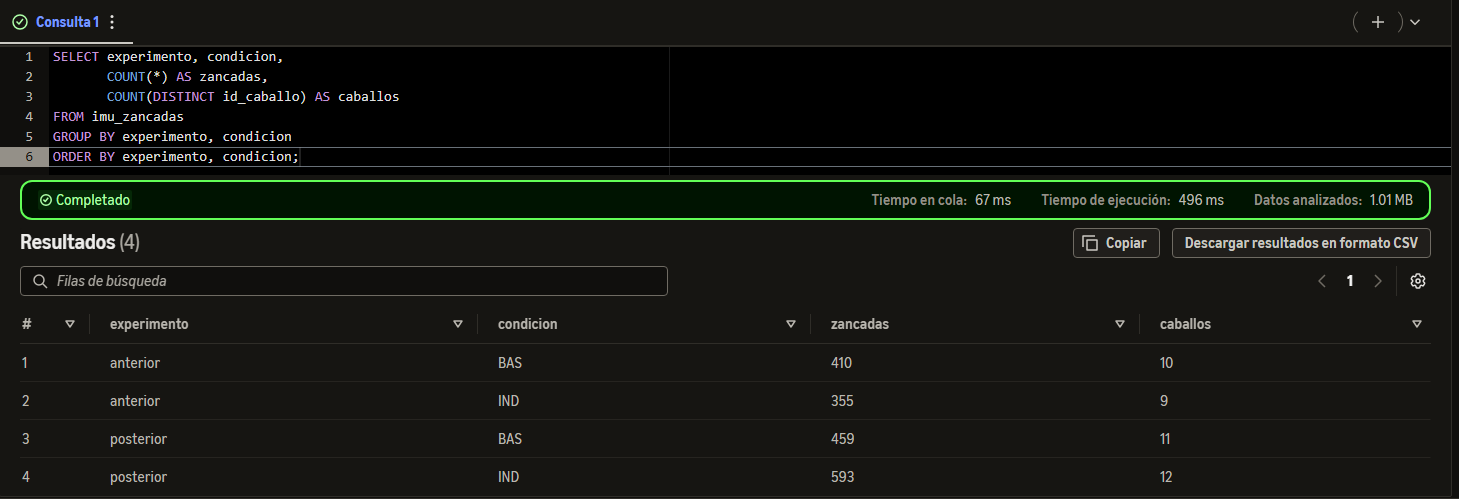 Consulta 1
1 SELECT experimento, condicion,
2 COUNT(*) AS zancadas,
3 COUNT(DISTINCT id_caballo) AS caballos
4 FROM imu_zancadas
5 GROUP BY experimento, condicion
6 ORDER BY experimento, condicion;
Completado Tiempo en cola: 67 ms Tiempo de ejecución: 496 ms Datos analizados: 1.01 MB
Resultados (4) Copiar Descargar resultados en formato CSV
Filas de búsqueda 1
# experimento condicion zancadas caballos
1 anterior BAS 410 10
2 anterior IND 355 9
3 posterior BAS 459 11
4 posterior IND 593 12